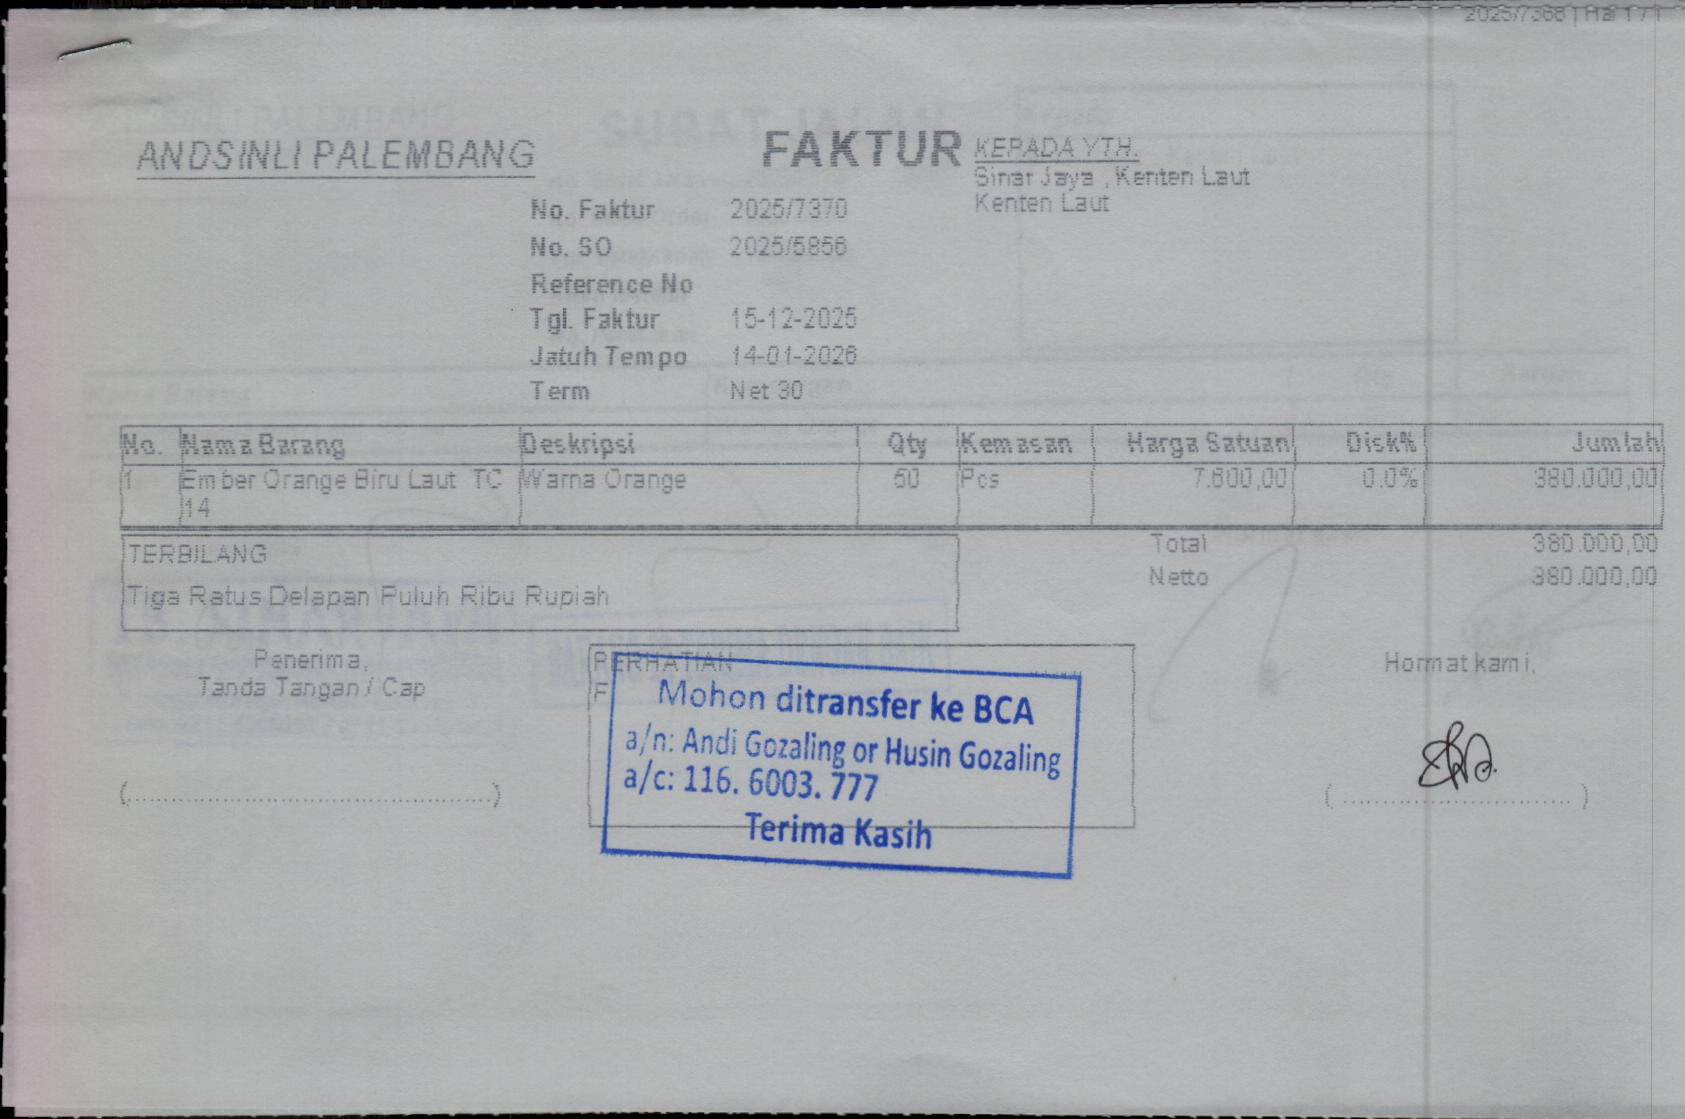 2025/7368 | Hal 1 / 1
ANDSINLI PALEMBANG
FAKTUR
KEPADA YTH.
Sinar Jaya , Kenten Laut
Kenten Laut
No. Faktur 2025/7370
No. SO 2025/5856
Reference No
Tgl. Faktur 15-12-2025
Jatuh Tempo 14-01-2026
Term Net 30
No. Nama Barang Deskripsi Qty Kemasan Harga Satuan Disk% Jumlah
1 Ember Orange Biru Laut TC Warna Orange 50 Pcs 7.600,00 0.0% 380.000,00
14
TERBILANG
Tiga Ratus Delapan Puluh Ribu Rupiah
Total 380.000,00
Netto 380.000,00
Penerima,
Tanda Tangan / Cap
(............................................)
PERHATIAN
F
Mohon ditransfer ke BCA
a/n: Andi Gozaling or Husin Gozaling
a/c: 116. 6003. 777
Terima Kasih
Hormat kami,
( ............................ )